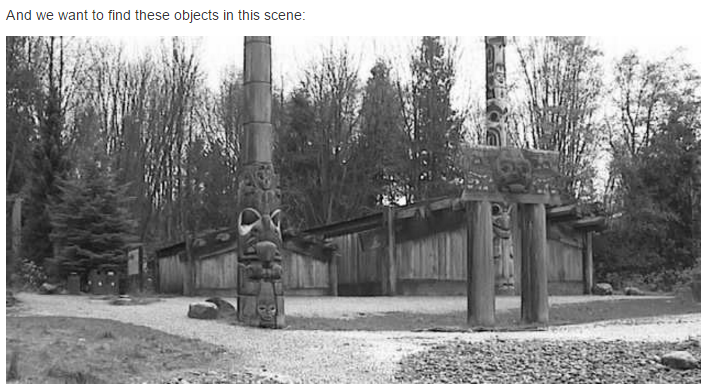 And we want to find these objects in this scene: